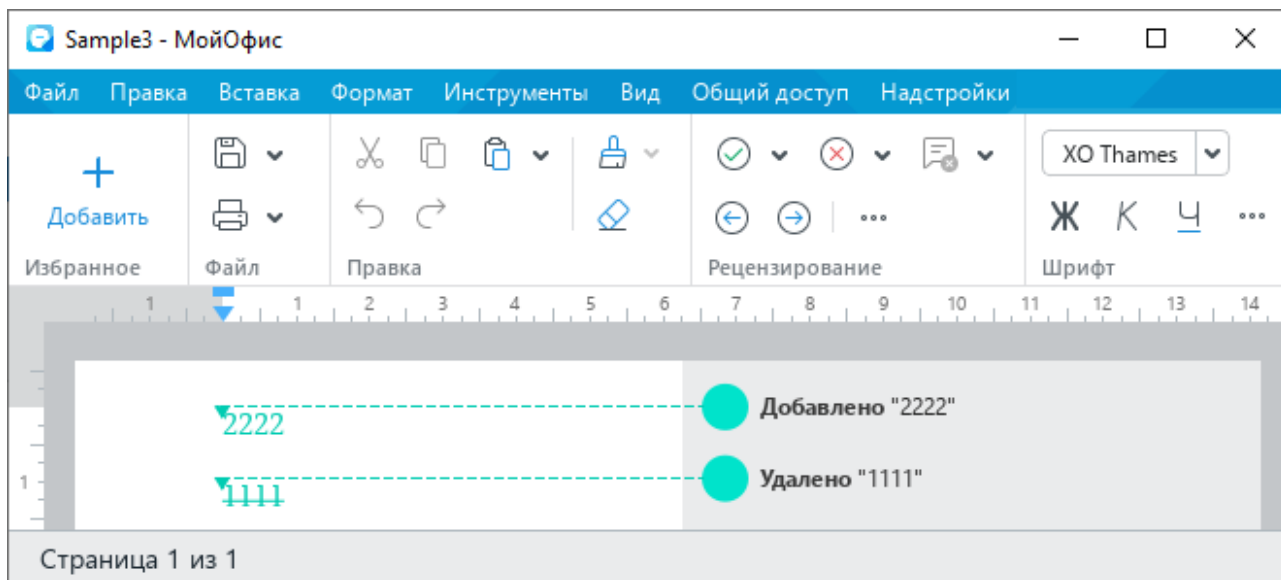 Sample3 - МойОфис
Файл Правка Вставка Формат Инструменты Вид Общий доступ Надстройки
Добавить
XO Thames
Ж К Ч
Избранное Файл Правка Рецензирование Шрифт
1 1 2 3 4 5 6 7 8 9 10 11 12 13 14
2222 Добавлено "2222"
1 1111 Удалено "1111"
Страница 1 из 1